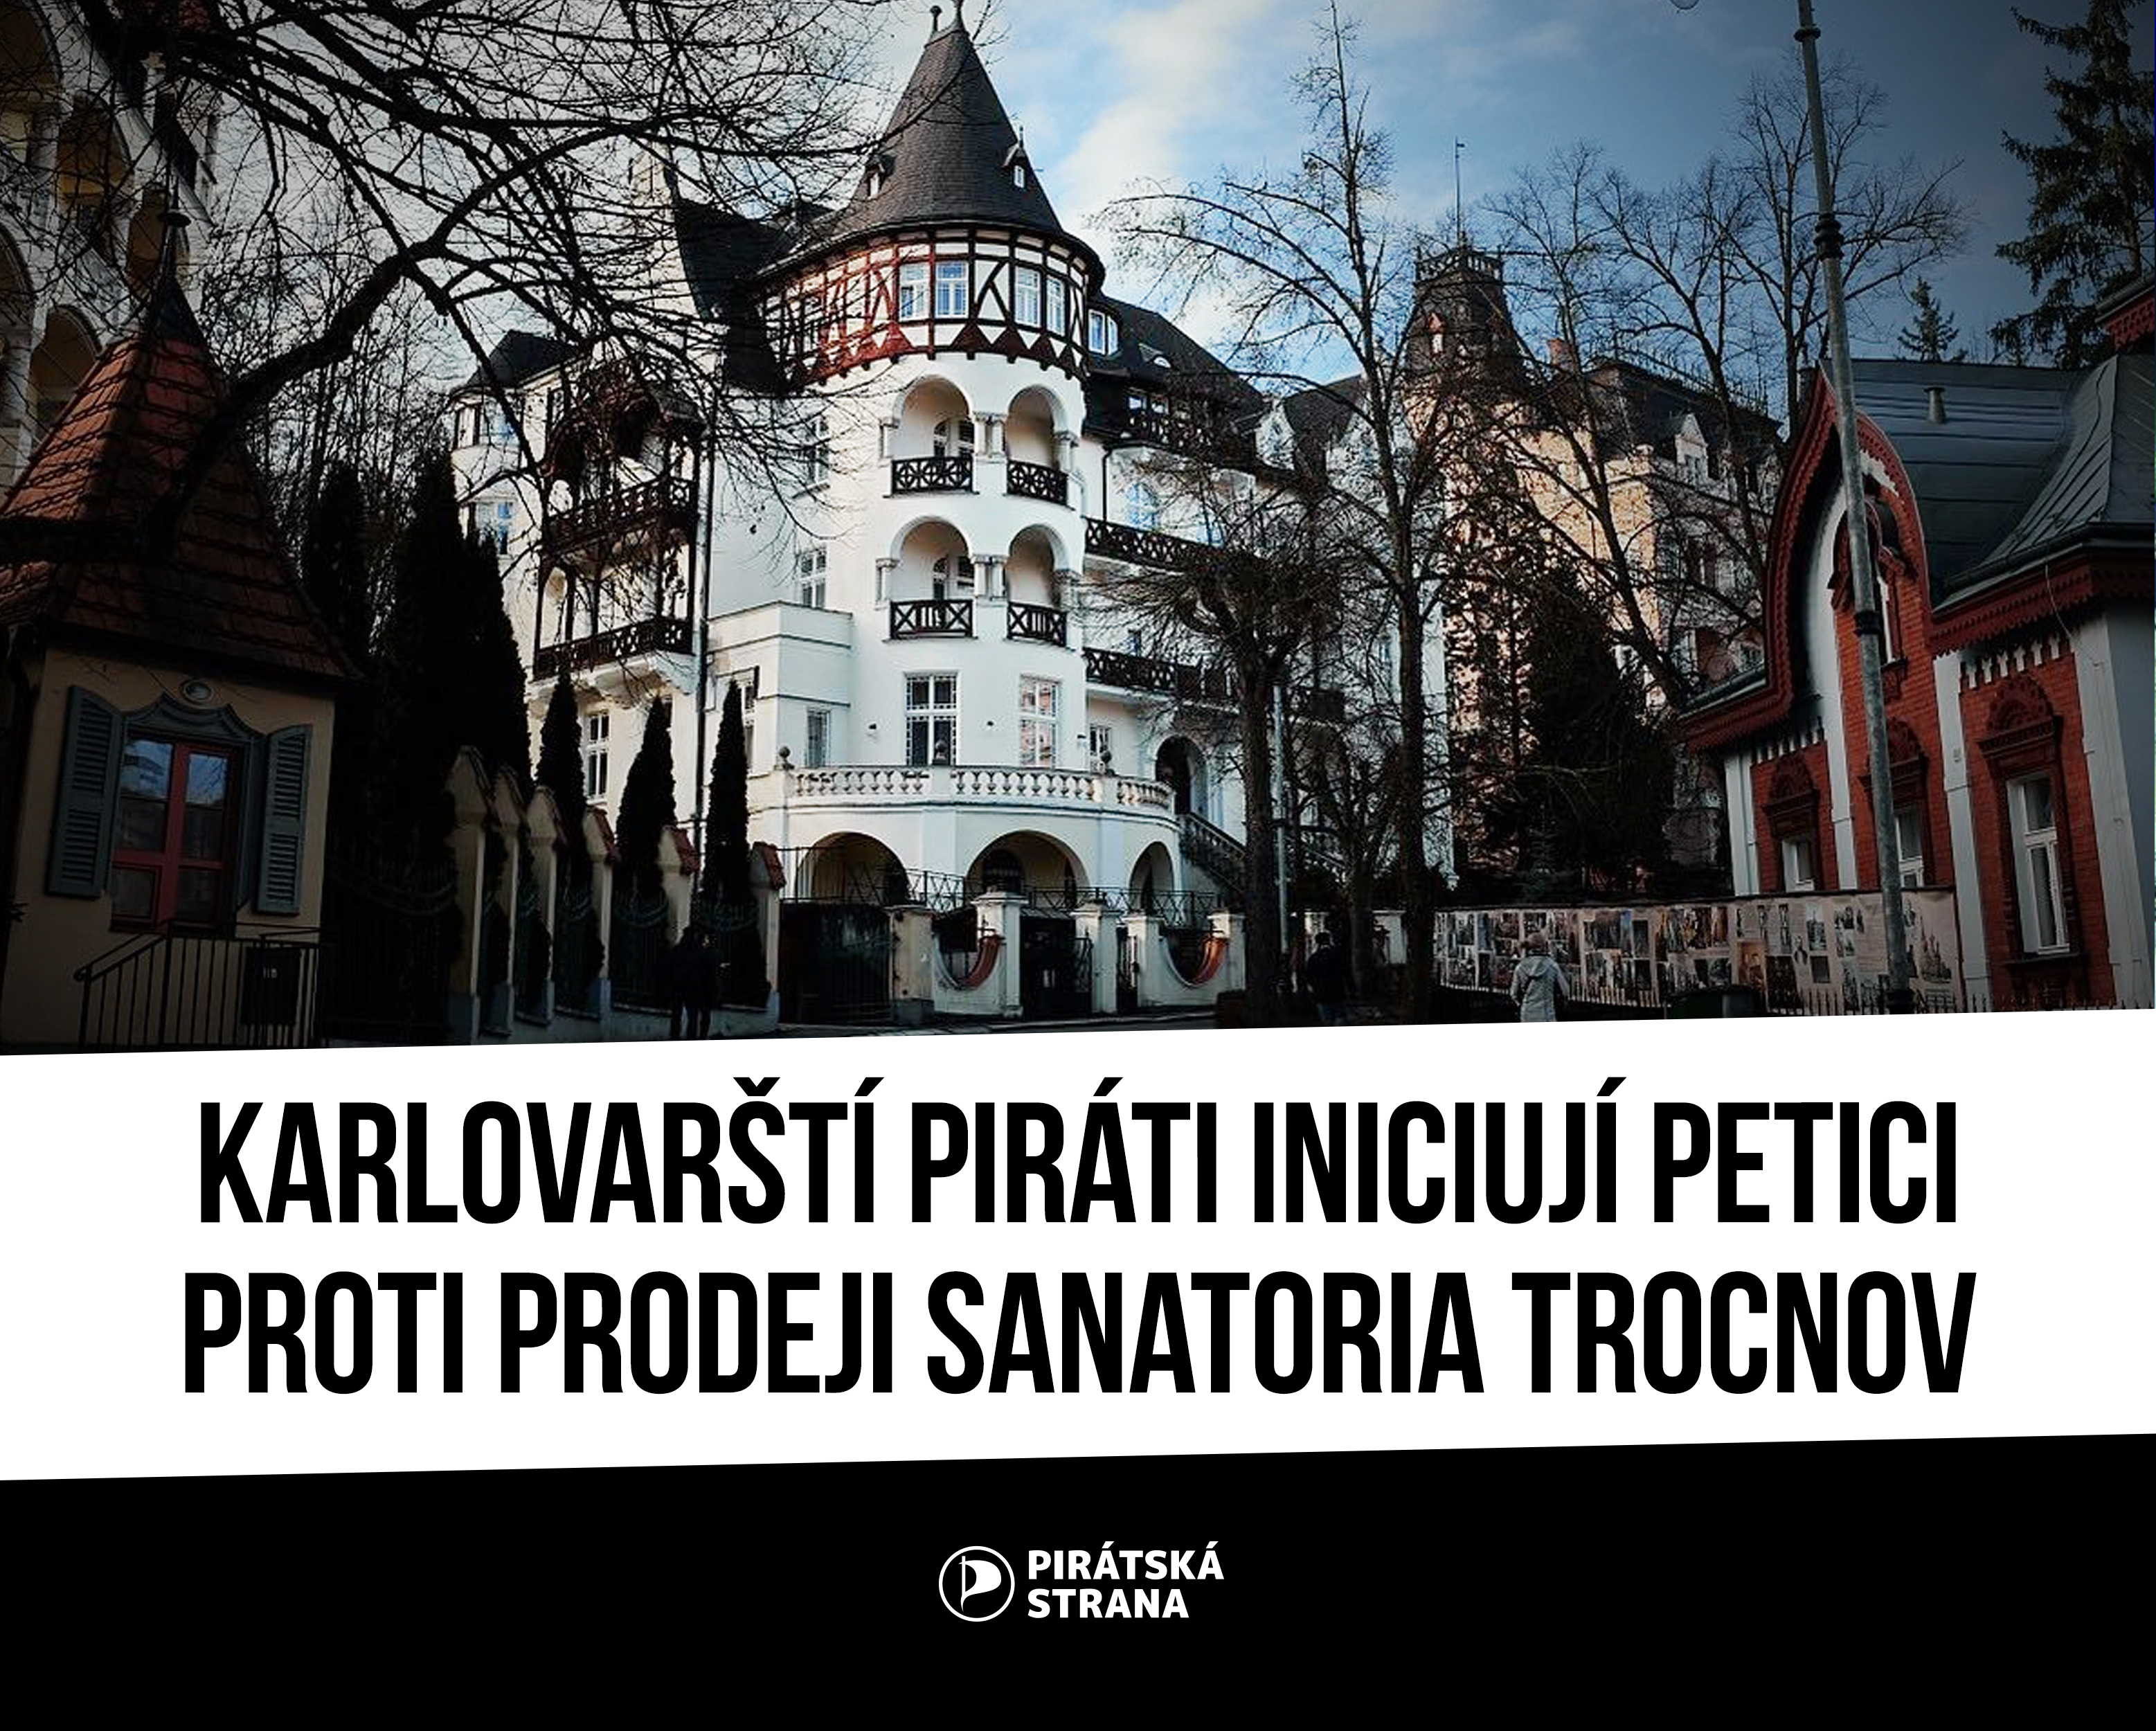 KARLOVARŠTÍ PIRÁTI INICIUJÍ PETICI
PROTI PRODEJI SANATORIA TROCNOV
PIRÁTSKÁ
STRANA